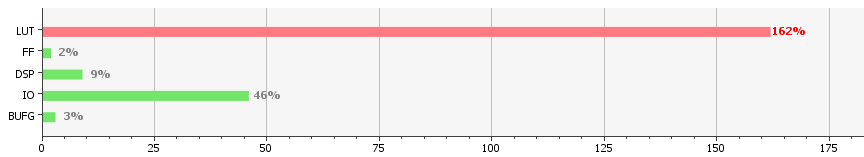 LUT 162%
FF 2%
DSP 9%
IO 46%
BUFG 3%
0 25 50 75 100 125 150 175